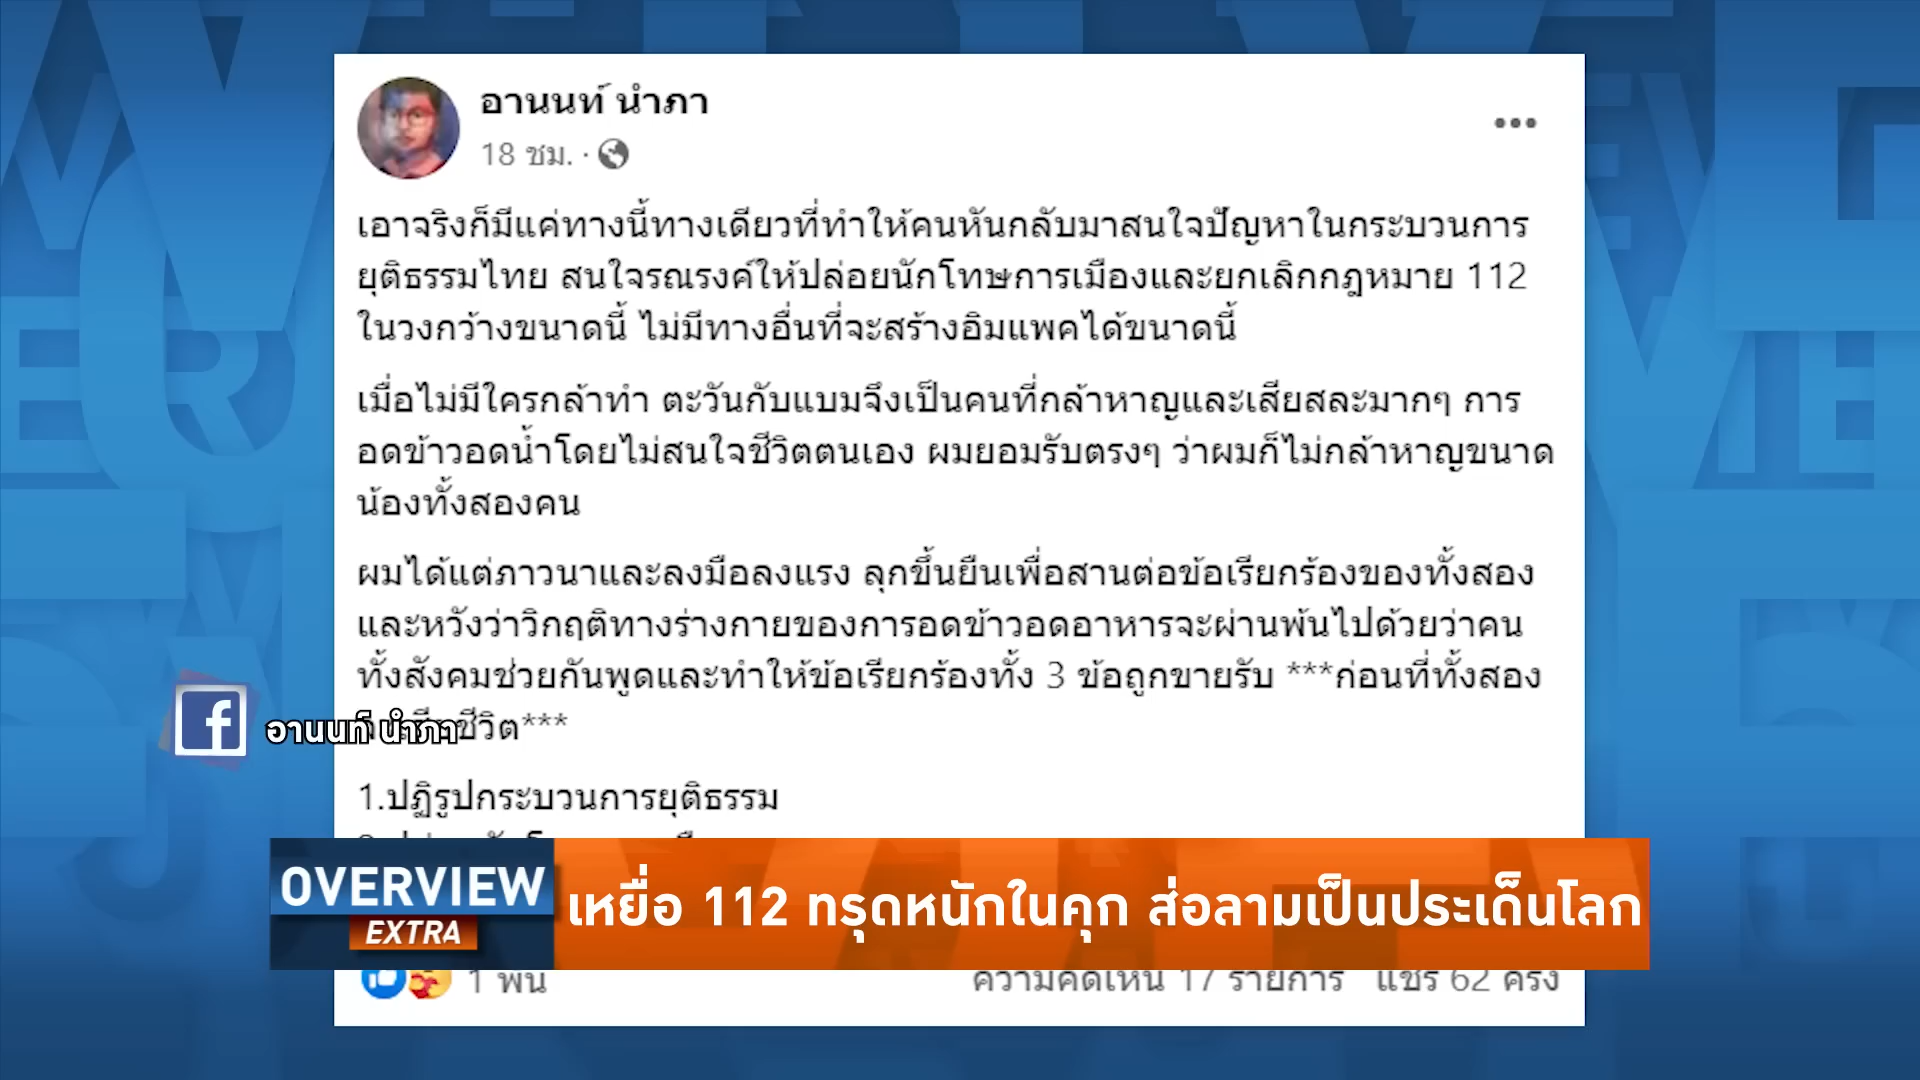 อานนท์ นำภา
18 ชม. ·
เอาจริงก็มีแค่ทางนี้ทางเดียวที่ทำให้คนหันกลับมาสนใจปัญหาในกระบวนการ
ยุติธรรมไทย สนใจรณรงค์ให้ปล่อยนักโทษการเมืองและยกเลิกกฎหมาย 112
ในวงกว้างขนาดนี้ ไม่มีทางอื่นที่จะสร้างอิมแพคได้ขนาดนี้
เมื่อไม่มีใครกล้าทำ ตะวันกับแบมจึงเป็นคนที่กล้าหาญและเสียสละมากๆ การ
อดข้าวอดน้ำโดยไม่สนใจชีวิตตนเอง ผมยอมรับตรงๆ ว่าผมก็ไม่กล้าหาญขนาด
น้องทั้งสองคน
ผมได้แต่ภาวนาและลงมือลงแรง ลุกขึ้นยืนเพื่อสานต่อข้อเรียกร้องของทั้งสอง
และหวังว่าวิกฤติทางร่างกายของการอดข้าวอดอาหารจะผ่านพ้นไปด้วยว่าคน
ทั้งสังคมช่วยกันพูดและทำให้ข้อเรียกร้องทั้ง 3 ข้อถูกขายรับ ***ก่อนที่ทั้งสอง
ชีวิต***
f อานนท์ นำภา
1.ปฏิรูปกระบวนการยุติธรรม
OVERVIEW
EXTRA
เหยื่อ 112 ทรุดหนักในคุก ส่อลามเป็นประเด็นโลก
1 พัน ความคิดเห็น 17 รายการ แชร์ 62 ครั้ง